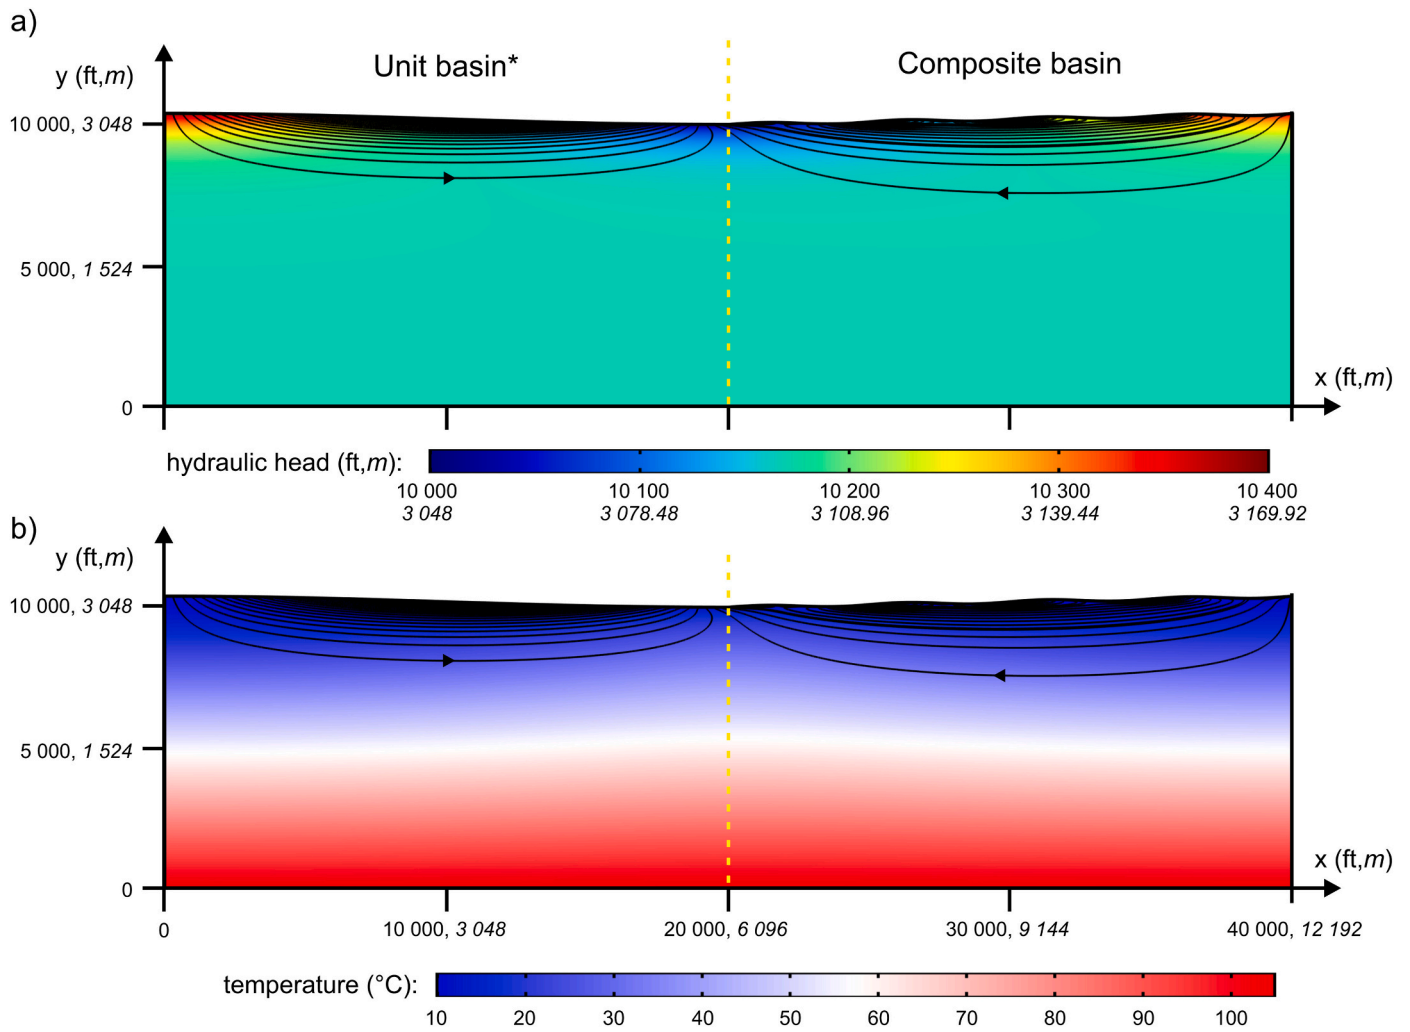 a)
Unit basin*
Composite basin
y (ft,m)
10 000, 3 048
5 000, 1 524
0
x (ft,m)
hydraulic head (ft,m):
10 000 10 100 10 200 10 300 10 400
3 048 3 078.48 3 108.96 3 139.44 3 169.92
b)
y (ft,m)
10 000, 3 048
5 000, 1 524
0
x (ft,m)
0 10 000, 3 048 20 000, 6 096 30 000, 9 144 40 000, 12 192
temperature (°C):
10 20 30 40 50 60 70 80 90 100